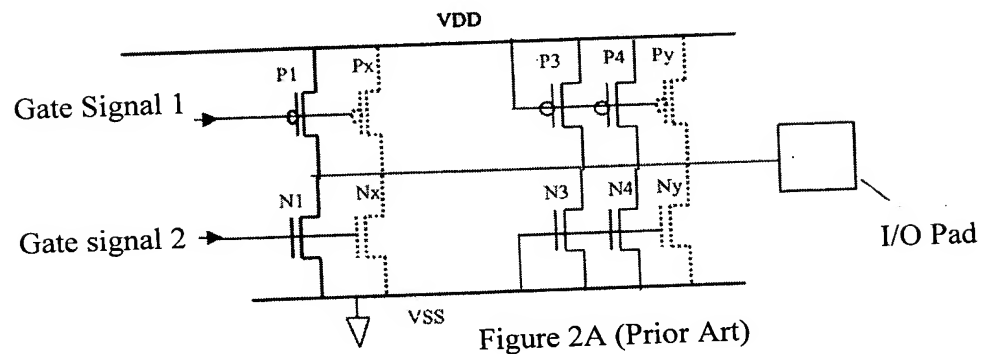 VDD
P1
Px
P3
P4
Py
Gate Signal 1
N1
Nx
N3
N4
Ny
Gate signal 2
I/O Pad
VSS
Figure 2A (Prior Art)